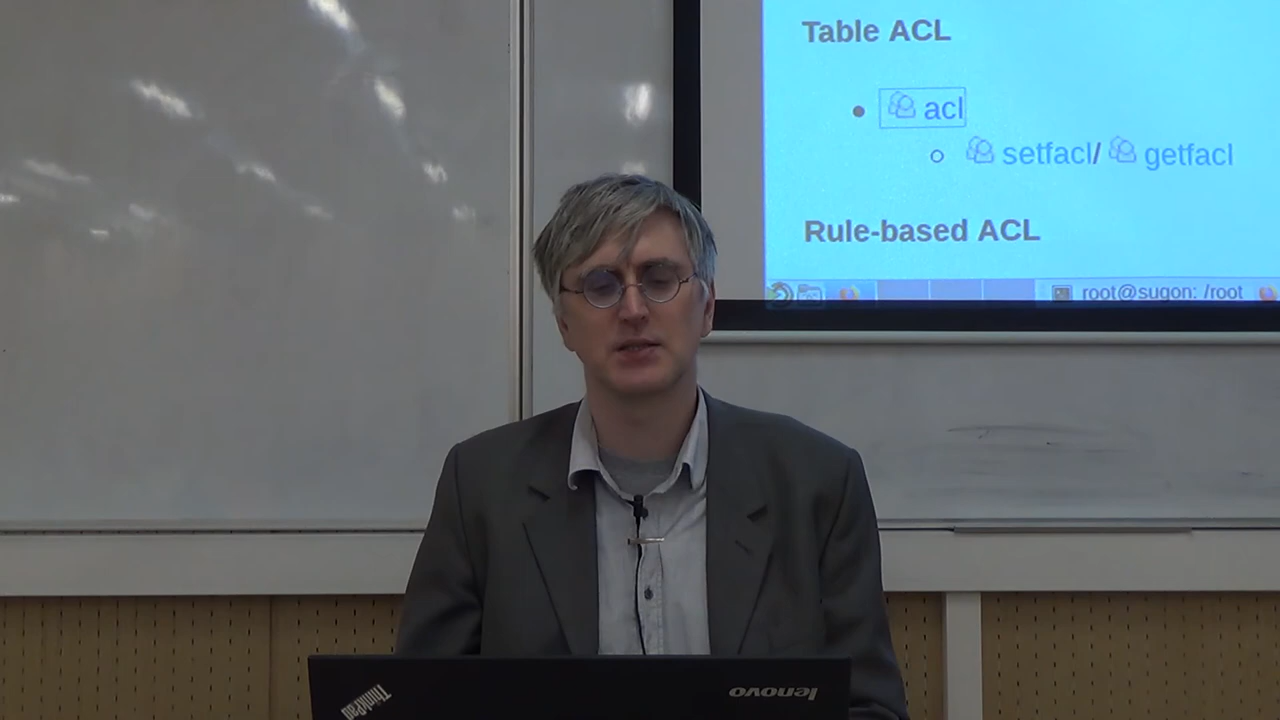 Table ACL
acl
setfacl/ getfacl
Rule-based ACL
root@sugon: /root
ThinkPad
lenovo